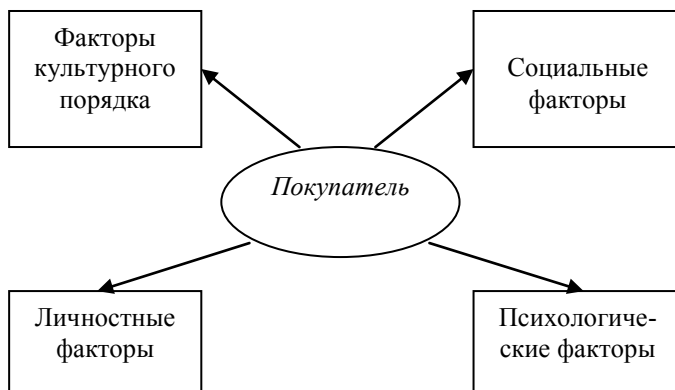 Факторы
культурного
порядка
Социальные
факторы
Покупатель
Личностные
факторы
Психологиче-
ские факторы